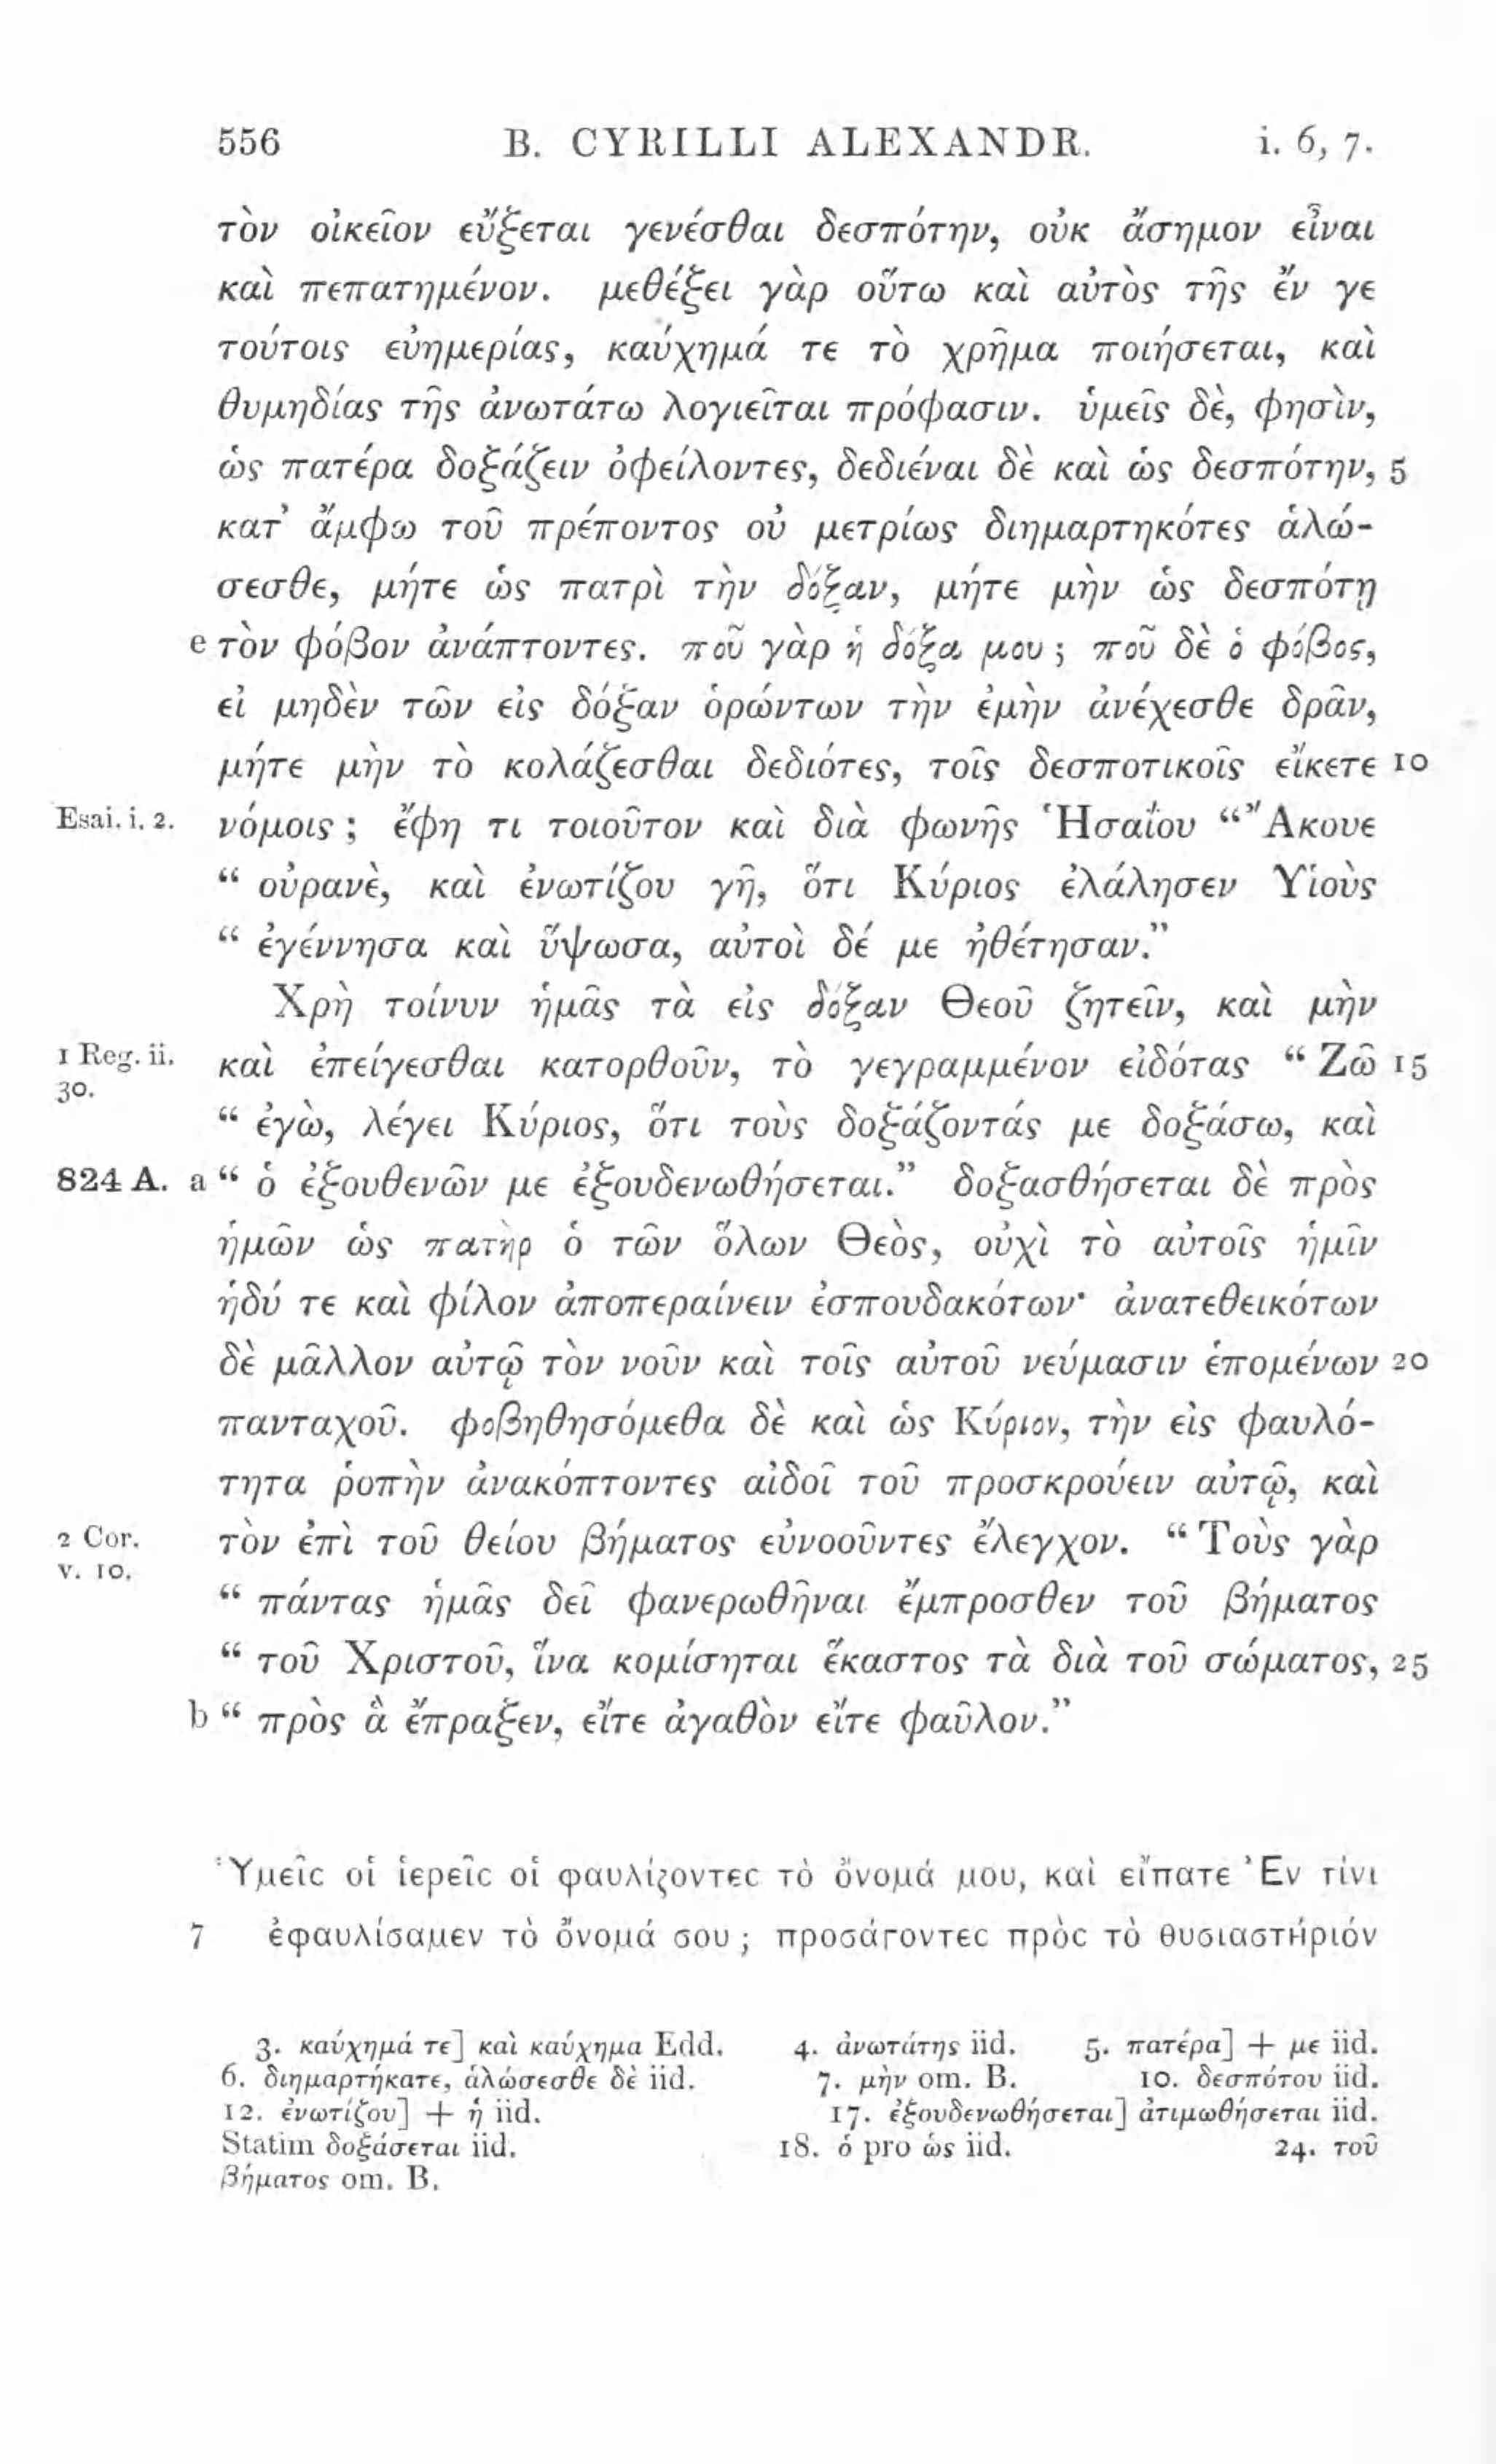 556 B. CYRILLI ALEXANDR. i. 6, 7.
τὸν οἰκεῖον εὔξεται γενέσθαι δεσπότην, οὐκ ἄσημον εἶναι
καὶ πεπατημένον. μεθέξει γὰρ οὕτω καὶ αὐτὸς τῆς ἔν γε
τούτοις εὐημερίας, καύχημά τε τὸ χρῆμα ποιήσεται, καὶ
θυμηδίας τῆς ἀνωτάτω λογιεῖται πρόφασιν. ὑμεῖς δὲ, φησὶν,
ὡς πατέρα δοξάζειν ὀφείλοντες, δεδιέναι δὲ καὶ ὡς δεσπότην, 5
κατ' ἄμφω τοῦ πρέποντος οὐ μετρίως διημαρτηκότες ἁλώ-
σεσθε, μήτε ὡς πατρὶ τὴν δόξαν, μήτε μὴν ὡς δεσπότῃ
e τὸν φόβον ἀνάπτοντες. ποῦ γὰρ ἡ δόξα μου ; ποῦ δὲ ὁ φόβος,
εἰ μηδὲν τῶν εἰς δόξαν ὁρώντων τὴν ἐμὴν ἀνέχεσθε δρᾶν,
μήτε μὴν τὸ κολάζεσθαι δεδιότες, τοῖς δεσποτικοῖς εἴκετε 10
Esai. i. 2. νόμοις ; ἔφη τι τοιοῦτον καὶ διὰ φωνῆς Ἡσαΐου “ Ἄκουε
“ οὐρανὲ, καὶ ἐνωτίζου γῆ, ὅτι Κύριος ἐλάλησεν Υἱοὺς
“ ἐγέννησα καὶ ὕψωσα, αὐτοὶ δέ με ἠθέτησαν.”
Χρὴ τοίνυν ἡμᾶς τὰ εἰς δόξαν Θεοῦ ζητεῖν, καὶ μὴν
1 Reg. ii. 30. καὶ ἐπείγεσθαι κατορθοῦν, τὸ γεγραμμένον εἰδότας “ Ζῶ 15
“ ἐγὼ, λέγει Κύριος, ὅτι τοὺς δοξάζοντάς με δοξάσω, καὶ
824 A. a “ ὁ ἐξουθενῶν με ἐξουδενωθήσεται.” δοξασθήσεται δὲ πρὸς
ἡμῶν ὡς πατὴρ ὁ τῶν ὅλων Θεὸς, οὐχὶ τὸ αὐτοῖς ἡμῖν
ἡδύ τε καὶ φίλον ἀποπεραίνειν ἐσπουδακότων· ἀνατεθεικότων
δὲ μᾶλλον αὐτῷ τὸν νοῦν καὶ τοῖς αὐτοῦ νεύμασιν ἑπομένων 20
πανταχοῦ. φοβηθησόμεθα δὲ καὶ ὡς Κύριον, τὴν εἰς φαυλό-
τητα ῥοπὴν ἀνακόπτοντες αἰδοῖ τοῦ προσκρούειν αὐτῷ, καὶ
2 Cor. v. 10. τὸν ἐπὶ τοῦ θείου βήματος εὐνοοῦντες ἔλεγχον. “ Τοὺς γὰρ
“ πάντας ἡμᾶς δεῖ φανερωθῆναι ἔμπροσθεν τοῦ βήματος
“ τοῦ Χριστοῦ, ἵνα κομίσηται ἕκαστος τὰ διὰ τοῦ σώματος, 25
b “ πρὸς ἃ ἔπραξεν, εἴτε ἀγαθὸν εἴτε φαῦλον.”
Ὑμεῖς οἱ ἱερεῖς οἱ φαυλίζοντες τὸ ὄνομά μου, καὶ εἴπατε Ἐν τίνι
7 ἐφαυλίσαμεν τὸ ὄνομά σου ; προσάγοντες πρὸς τὸ θυσιαστήριόν
3. καύχημά τε] καὶ καύχημα Edd. 4. ἀνωτάτης iid. 5. πατέρα] + με iid.
6. διημαρτήκατε, ἁλώσεσθε δὲ iid. 7. μὴν om. B. 10. δεσπότου iid.
12. ἐνωτίζου] + ἡ iid. 17. ἐξουδενωθήσεται] ἀτιμωθήσεται iid.
Statim δοξάσεται iid. 18. ὁ pro ὡς iid. 24. τοῦ
βήματος om. B.